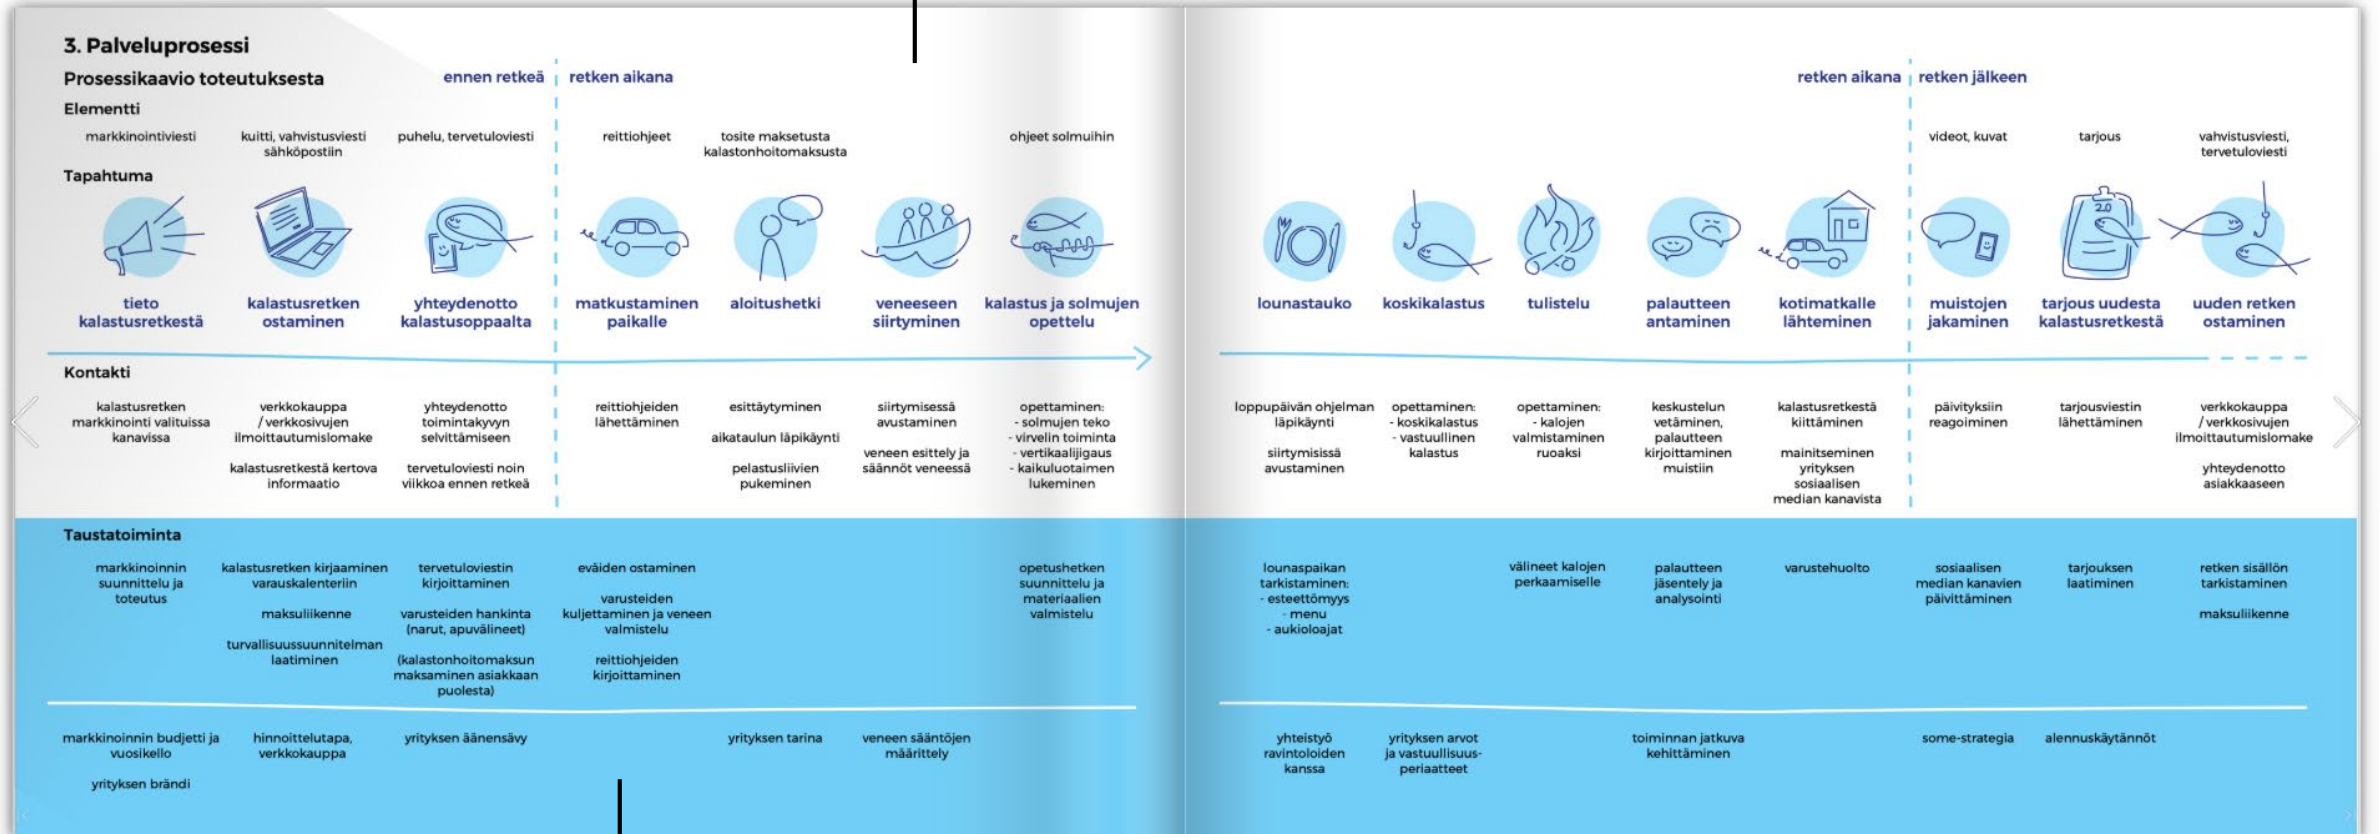 3. Palveluprosessi
Prosessikaavio toteutuksesta
ennen retkeä
retken aikana
retken aikana
retken jälkeen
Elementti
markkinointiviesti
kuitti, vahvistusviesti
sähköpostiin
puhelu, tervetuloviesti
reittiohjeet
tosite maksetusta
kalastonhoitomaksusta
ohjeet solmuihin
videot, kuvat
tarjous
vahvistusviesti,
tervetuloviesti
Tapahtuma
2.0
tieto
kalastusretkestä
kalastusretken
ostaminen
yhteydenotto
kalastusoppaalta
matkustaminen
paikalle
aloitushetki
veneeseen
siirtyminen
kalastus ja solmujen
opettelu
lounastauko
koskikalastus
tulistelu
palautteen
antaminen
kotimatkalle
lähteminen
muistojen
jakaminen
tarjous uudesta
kalastusretkestä
uuden retken
ostaminen
Kontakti
kalastusretken
markkinointi valituissa
kanavissa
verkkokauppa
/ verkkosivujen
ilmoittautumislomake
kalastusretkestä kertova
informaatio
yhteydenotto
toimintakyvyn
selvittämiseen
tervetuloviesti noin
viikkoa ennen retkeä
reittiohjeiden
lähettäminen
esittäytyminen
aikataulun läpikäynti
pelastusliivien
pukeminen
siirtymisessä
avustaminen
veneen esittely ja
säännöt veneessä
opettaminen:
- solmujen teko
- virvelin toiminta
- vertikaalijigaus
- kaikuluotaimen
lukeminen
loppupäivän ohjelman
läpikäynti
siirtymisissä
avustaminen
opettaminen:
- koskikalastus
- vastuullinen
kalastus
opettaminen:
- kalojen
valmistaminen
ruoaksi
keskustelun
vetäminen,
palautteen
kirjoittaminen
muistiin
kalastusretkestä
kiittäminen
mainitseminen
yrityksen
sosiaalisen
median kanavista
päivityksiin
reagoiminen
tarjousviestin
lähettäminen
verkkokauppa
/ verkkosivujen
ilmoittautumislomake
yhteydenotto
asiakkaaseen
Taustatoiminta
markkinoinnin
suunnittelu ja
toteutus
kalastusretken kirjaaminen
varauskalenteriin
maksuliikenne
turvallisuussuunnitelman
laatiminen
tervetuloviestin
kirjoittaminen
varusteiden hankinta
(narut, apuvälineet)
(kalastonhoitomaksun
maksaminen asiakkaan
puolesta)
eväiden ostaminen
varusteiden
kuljettaminen ja veneen
valmistelu
reittiohjeiden
kirjoittaminen
opetushetken
suunnittelu ja
materiaalien
valmistelu
lounaspaikan
tarkistaminen:
- esteettömyys
- menu
- aukioloajat
välineet kalojen
perkaamiselle
palautteen
jäsentely ja
analysointi
varustehuolto
sosiaalisen
median kanavien
päivittäminen
tarjouksen
laatiminen
retken sisällön
tarkistaminen
maksuliikenne
markkinoinnin budjetti ja
vuosikello
yrityksen brändi
hinnoittelutapa,
verkkokauppa
yrityksen äänensävy
yrityksen tarina
veneen sääntöjen
määrittely
yhteistyö
ravintoloiden
kanssa
yrityksen arvot
ja vastuullisuus-
periaatteet
toiminnan jatkuva
kehittäminen
some-strategia
alennuskäytännöt